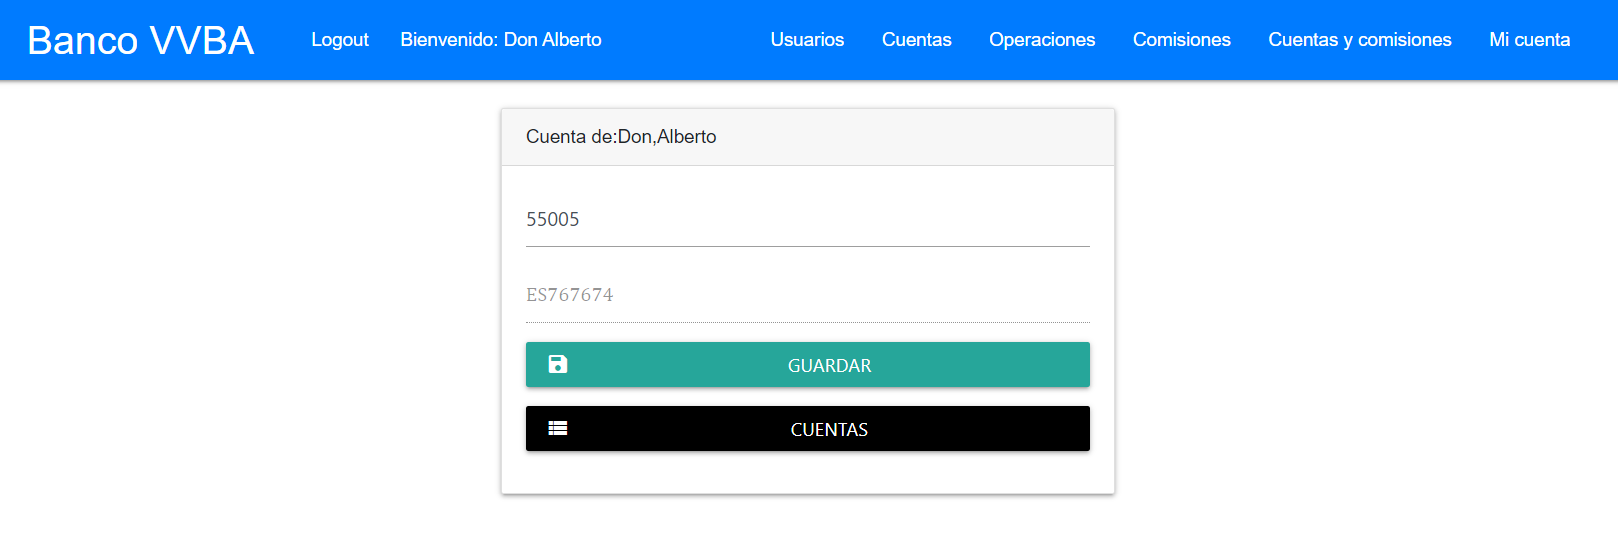 Banco VVBA Logout Bienvenido: Don Alberto Usuarios Cuentas Operaciones Comisiones Cuentas y comisiones Mi cuenta
Cuenta de:Don,Alberto
55005
ES767674
GUARDAR
CUENTAS